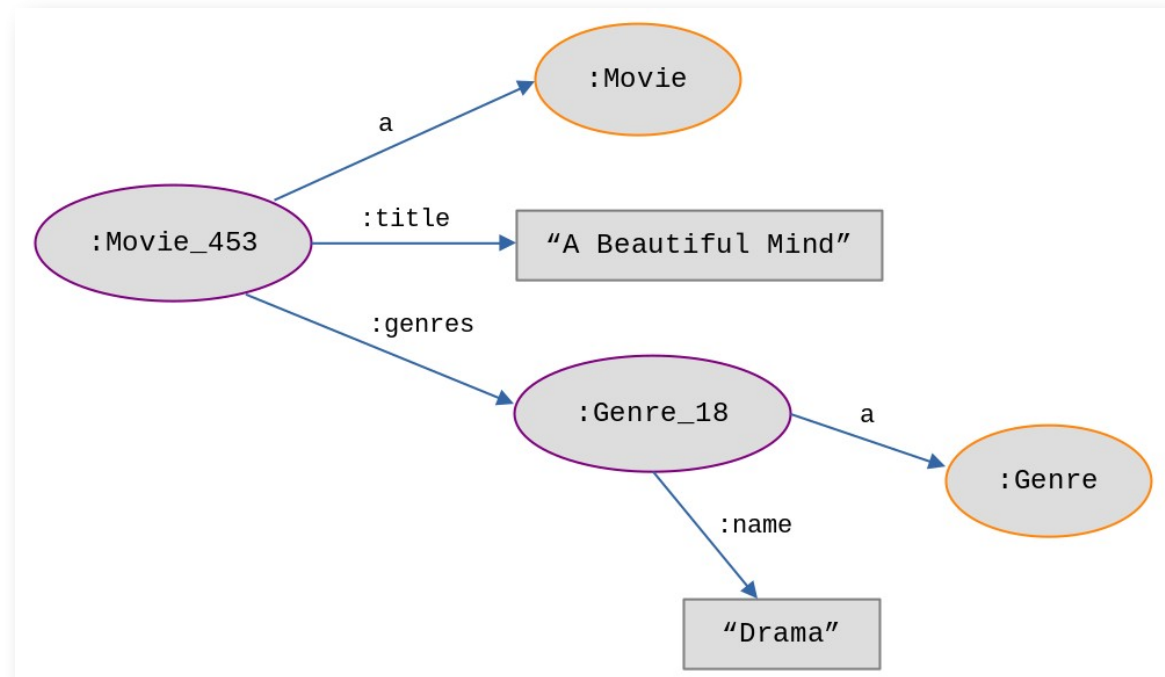 :Movie
a
:title
:Movie_453
“A Beautiful Mind”
:genres
:Genre_18
a
:Genre
:name
“Drama”